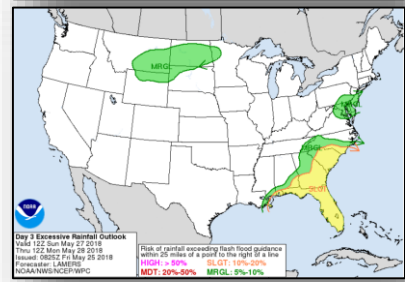 MRGL
MRGL
MRGL
SLGT
NOAA
Day 3 Excessive Rainfall Outlook
Valid 12Z Sun May 27 2018
Thru 12Z Mon May 28 2018
Issued: 0825Z Fri May 25 2018
Forecaster: LAMERS
NOAA/NWS/NCEP/WPC
Risk of rainfall exceeding flash flood guidance
within 25 miles of a point to the right of a line
HIGH: > 50% SLGT: 10%-20%
MDT: 20%-50% MRGL: 5%-10%